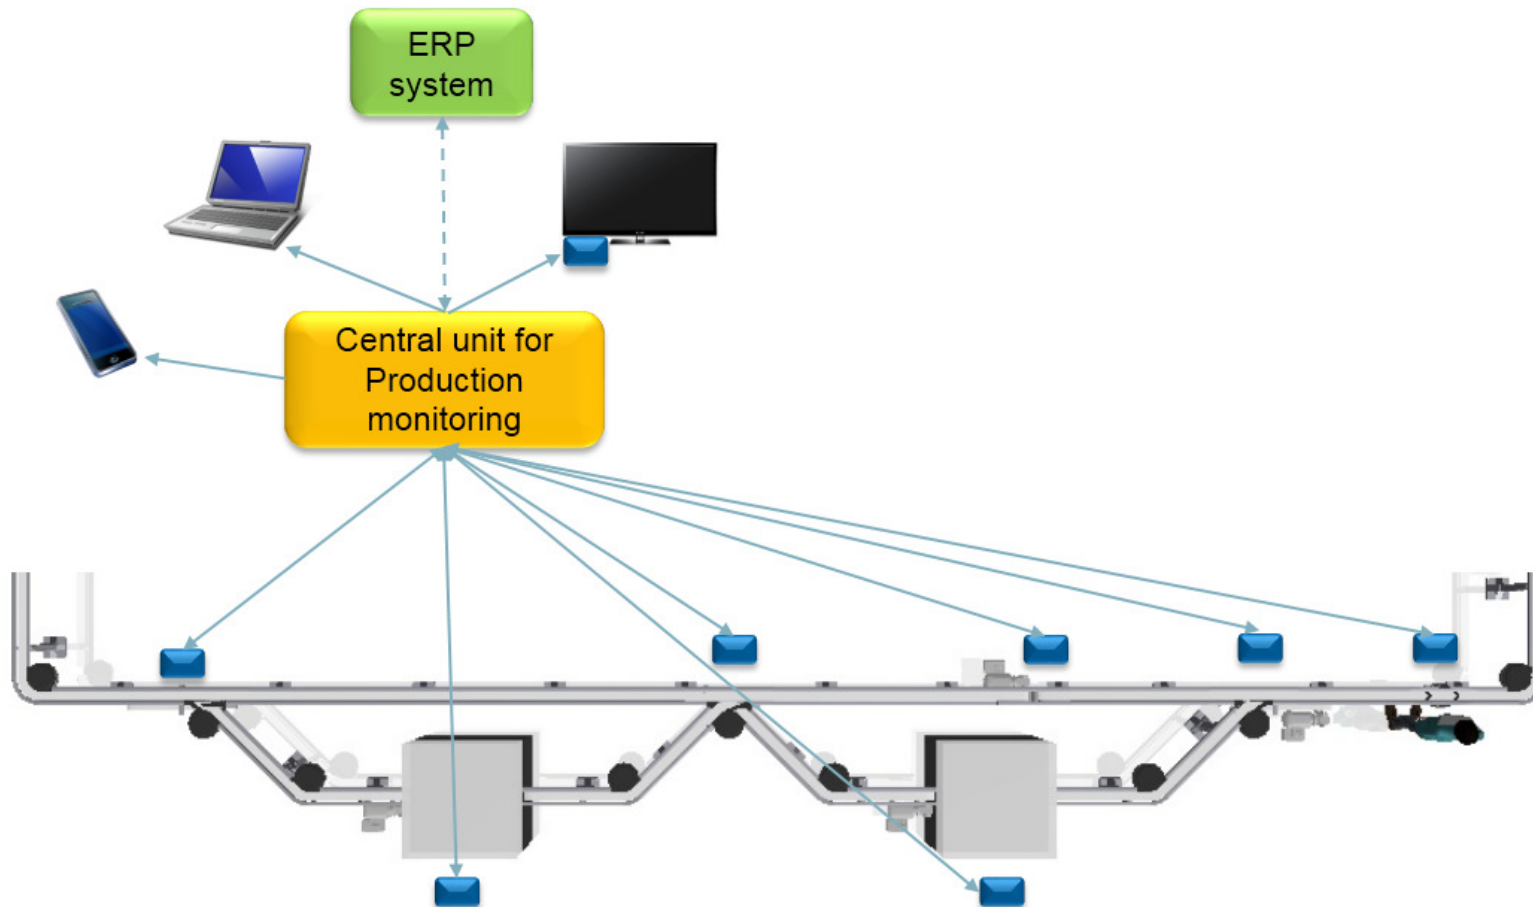 ERP
system
Central unit for
Production
monitoring